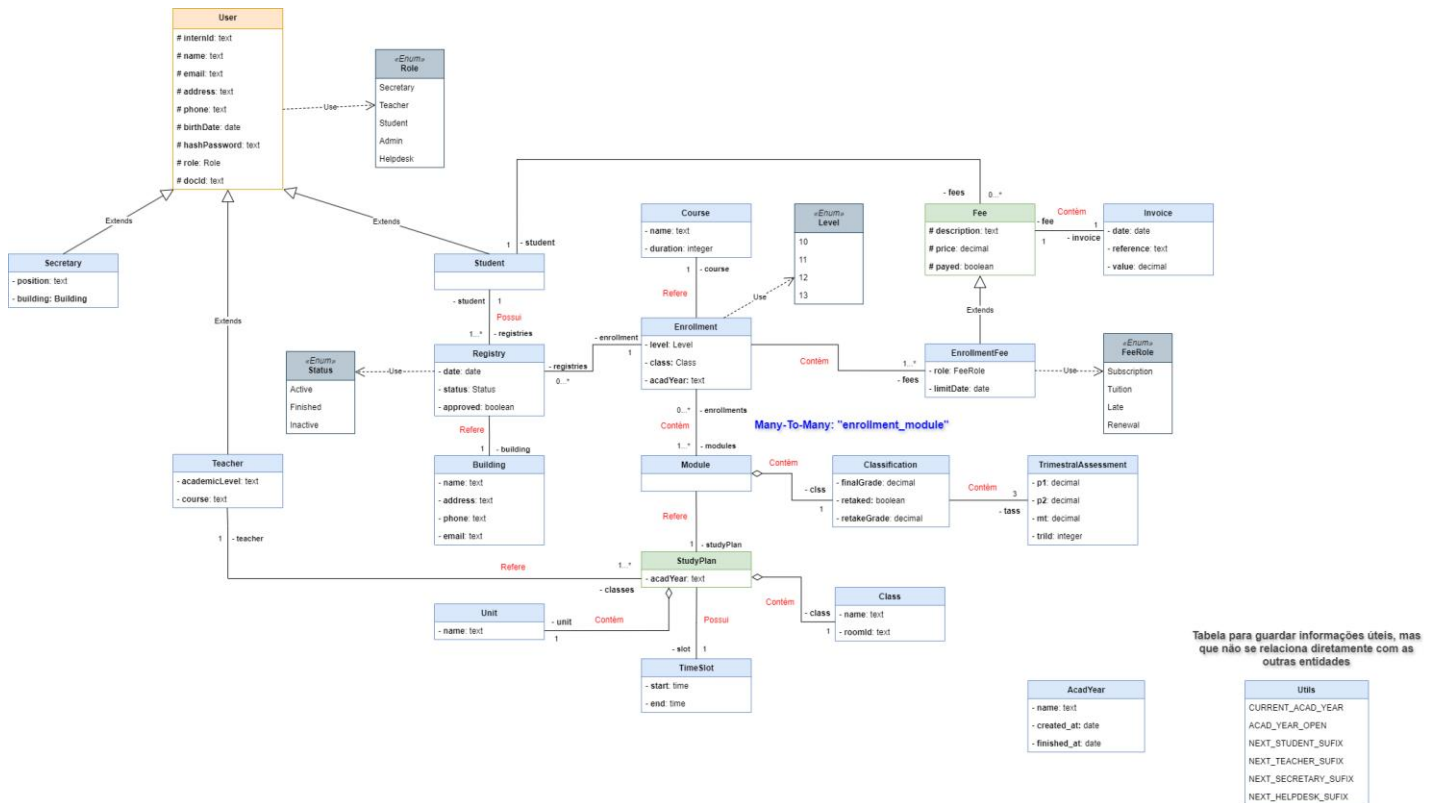 User
# internId: text
# name: text
# email: text
# address: text
# phone: text
# birthDate: date
# hashPassword: text
# role: Role
# docId: text
«Enum»
Role
Secretary
Teacher
Student
Admin
Helpdesk
Use
Extends
Extends
Extends
Secretary
- position: text
- building: Building
Student
1 - student
- student 1
Possui
1...* - registries
Course
- name: text
- duration: integer
1 - course
Refere
«Enum»
Level
10
11
12
13
Use
- fees 0...*
Fee
# description: text
# price: decimal
# payed: boolean
Contém
- fee 1
1 - invoice
Invoice
- date: date
- reference: text
- value: decimal
Extends
«Enum»
Status
Active
Finished
Inactive
Use
Registry
- date: date
- status: Status
- approved: boolean
- enrollment
1
- registries
0...*
Enrollment
- level: Level
- class: Class
- acadYear: text
Contém
1...*
- fees
EnrollmentFee
- role: FeeRole
- limitDate: date
Use
«Enum»
FeeRole
Subscription
Tuition
Late
Renewal
Refere
1 - building
0...* - enrollments
Contém
1...* - modules
Many-To-Many: "enrollment_module"
Teacher
- academicLevel: text
- course: text
1 - teacher
Building
- name: text
- address: text
- phone: text
- email: text
Module
Contém
- clss
1
Classification
- finalGrade: decimal
- retaked: boolean
- retakeGrade: decimal
Contém
3
- tass
TrimestralAssessment
- p1: decimal
- p2: decimal
- mt: decimal
- triId: integer
Refere
1 - studyPlan
StudyPlan
- acadYear: text
Refere
1...*
- classes
Unit
- name: text
- unit
1
Contém
Possui
- slot 1
Contém
- class
1
Class
- name: text
- roomId: text
TimeSlot
- start: time
- end: time
Tabela para guardar informações úteis, mas
que não se relaciona diretamente com as
outras entidades
AcadYear
- name: text
- created_at: date
- finished_at: date
Utils
CURRENT_ACAD_YEAR
ACAD_YEAR_OPEN
NEXT_STUDENT_SUFIX
NEXT_TEACHER_SUFIX
NEXT_SECRETARY_SUFIX
NEXT_HELPDESK_SUFIX